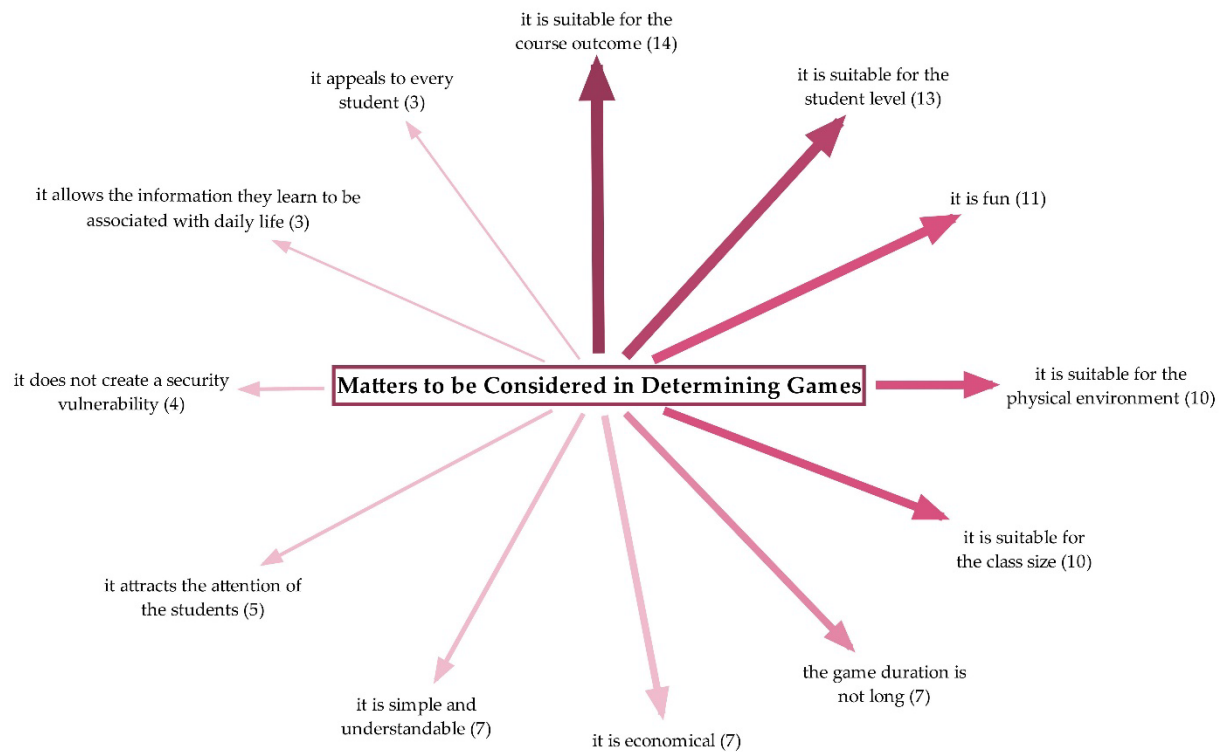 it is suitable for the
course outcome (14)
it is suitable for the
student level (13)
it is fun (11)
it is suitable for the
physical environment (10)
it is suitable for
the class size (10)
the game duration is
not long (7)
it is economical (7)
it is simple and
understandable (7)
it attracts the attention of
the students (5)
it does not create a security
vulnerability (4)
it allows the information they learn to be
associated with daily life (3)
it appeals to every
student (3)
Matters to be Considered in Determining Games